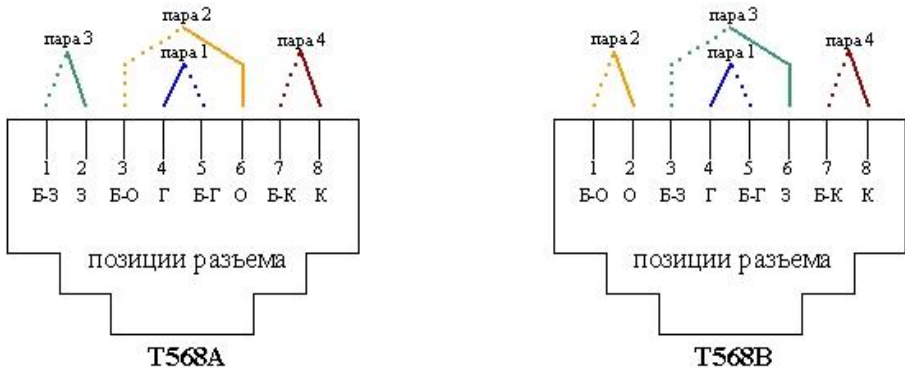 пара 2
пара 3
пара 1
пара 4
1 2 3 4 5 6 7 8
Б-З З Б-О Г Б-Г О Б-К К
позиции разъема
T568A
пара 3
пара 2
пара 1
пара 4
1 2 3 4 5 6 7 8
Б-О О Б-З Г Б-Г З Б-К К
позиции разъема
T568B